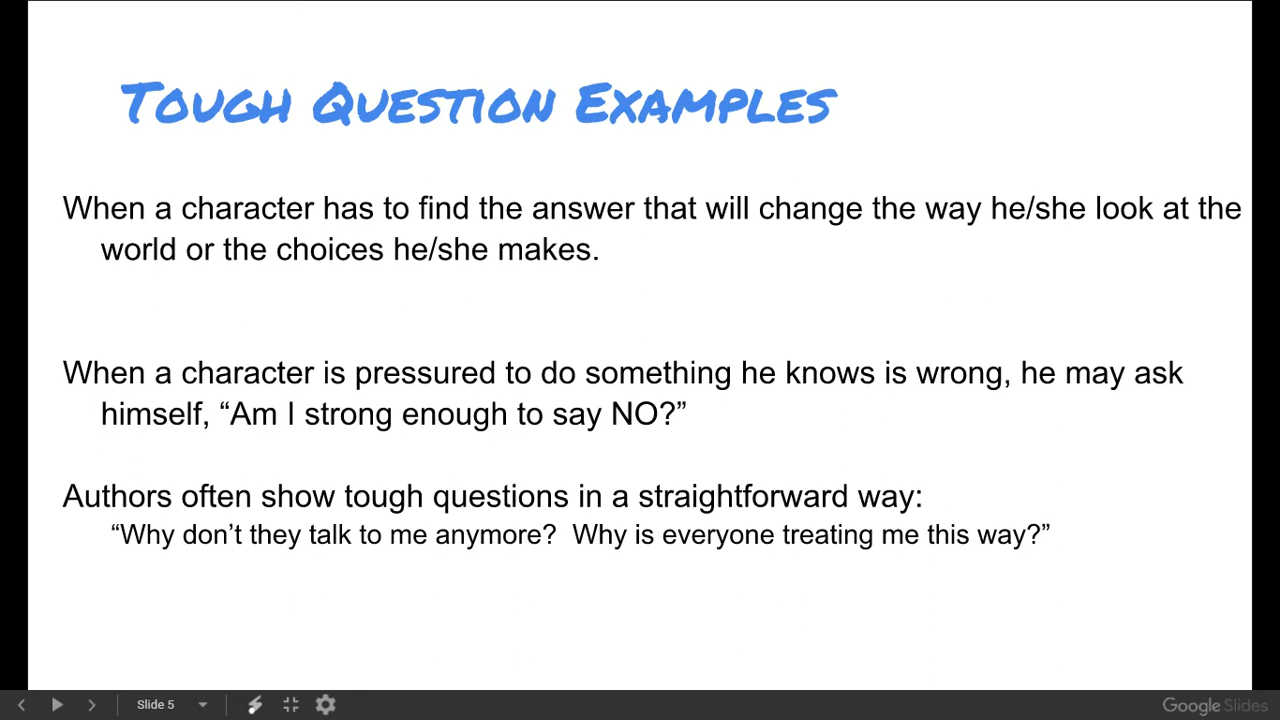 Tough Question Examples
When a character has to find the answer that will change the way he/she look at the
world or the choices he/she makes.
When a character is pressured to do something he knows is wrong, he may ask
himself, “Am I strong enough to say NO?”
Authors often show tough questions in a straightforward way:
“Why don’t they talk to me anymore?  Why is everyone treating me this way?”
Slide 5
Google Slides